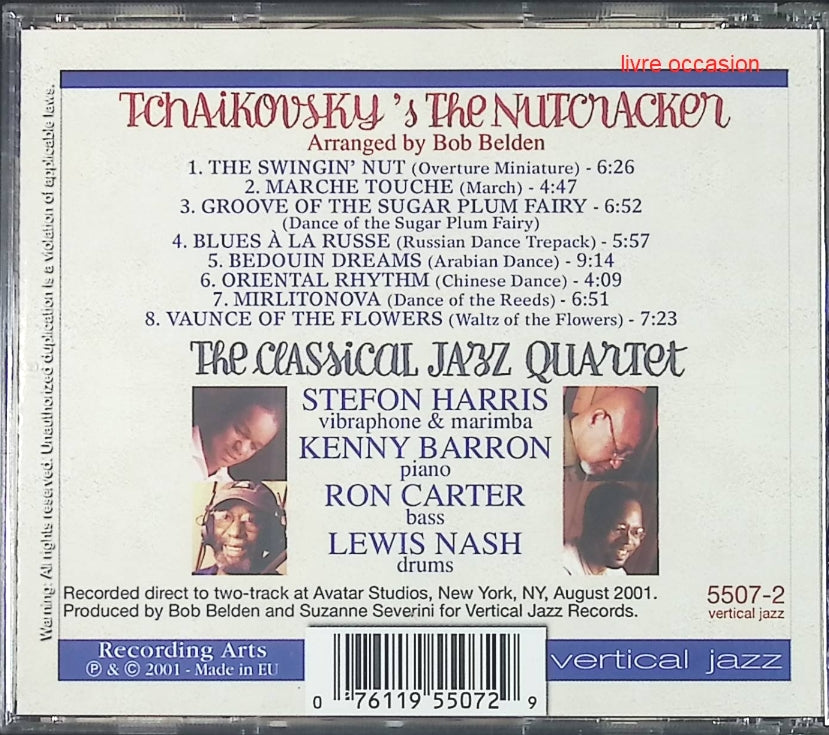 livre occasion
TchAiKOvSKy 's The NUTCrACKer
Arranged by Bob Belden
1. THE SWINGIN' NUT (Overture Miniature) - 6:26
2. MARCHE TOUCHE (March) - 4:47
3. GROOVE OF THE SUGAR PLUM FAIRY - 6:52
(Dance of the Sugar Plum Fairy)
4. BLUES À LA RUSSE (Russian Dance Trepack) - 5:57
5. BEDOUIN DREAMS (Arabian Dance) - 9:14
6. ORIENTAL RHYTHM (Chinese Dance) - 4:09
7. MIRLITONOVA (Dance of the Reeds) - 6:51
8. VAUNCE OF THE FLOWERS (Waltz of the Flowers) - 7:23
The CLASSiCAL JAZZ QUArTet
STEFON HARRIS
vibraphone & marimba
KENNY BARRON
piano
RON CARTER
bass
LEWIS NASH
drums
Recorded direct to two-track at Avatar Studios, New York, NY, August 2001.
Produced by Bob Belden and Suzanne Severini for Vertical Jazz Records.
5507-2
vertical jazz
Recording Arts
℗ & © 2001 - Made in EU
0 76119 55072 9
vertical jazz
Warning: All rights reserved. Unauthorized duplication is a violation of applicable laws.